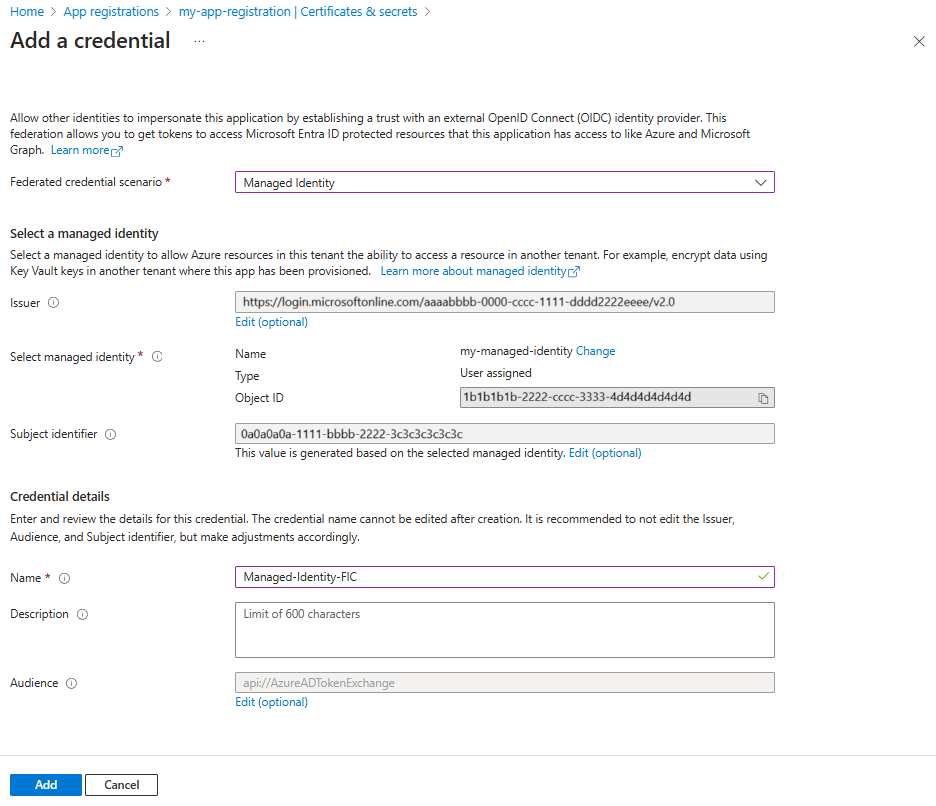 Home > App registrations > my-app-registration | Certificates & secrets >
Add a credential ...
Allow other identities to impersonate this application by establishing a trust with an external OpenID Connect (OIDC) identity provider. This
federation allows you to get tokens to access Microsoft Entra ID protected resources that this application has access to like Azure and Microsoft
Graph. Learn more
Federated credential scenario * Managed Identity
Select a managed identity
Select a managed identity to allow Azure resources in this tenant the ability to access a resource in another tenant. For example, encrypt data using
Key Vault keys in another tenant where this app has been provisioned. Learn more about managed identity
Issuer https://login.microsoftonline.com/aaaabbbb-0000-cccc-1111-dddd2222eeee/v2.0
Edit (optional)
Select managed identity * Name my-managed-identity Change
Type User assigned
Object ID 1b1b1b1b-2222-cccc-3333-4d4d4d4d4d4d
Subject identifier 0a0a0a0a-1111-bbbb-2222-3c3c3c3c3c3c
This value is generated based on the selected managed identity. Edit (optional)
Credential details
Enter and review the details for this credential. The credential name cannot be edited after creation. It is recommended to not edit the Issuer,
Audience, and Subject identifier, but make adjustments accordingly.
Name * Managed-Identity-FIC
Description Limit of 600 characters
Audience api://AzureADTokenExchange
Edit (optional)
Add Cancel